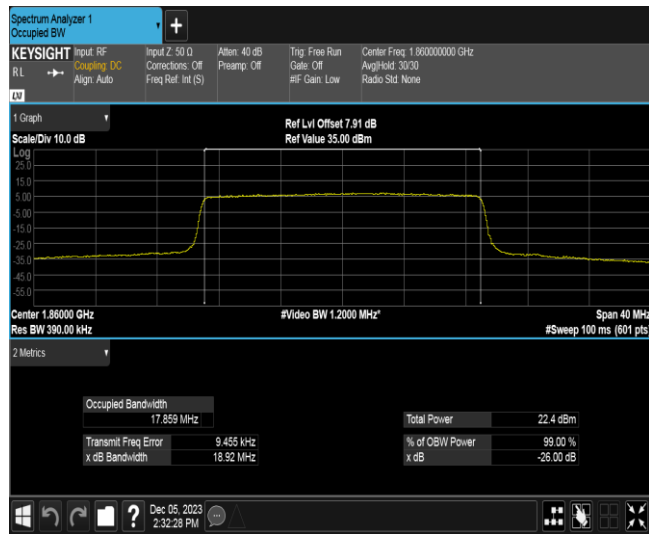 Spectrum Analyzer 1
Occupied BW
+
KEYSIGHT Input: RF Input Z: 50 Ω Atten: 40 dB Trig: Free Run Center Freq: 1.860000000 GHz
RL Coupling: DC Corrections: Off Preamp: Off Gate: Off Avg|Hold: 30/30
Align: Auto Freq Ref: Int (S) #IF Gain: Low Radio Std: None
LXI
1 Graph
Ref Lvl Offset 7.91 dB
Scale/Div 10.0 dB Ref Value 35.00 dBm
Log
25.0
15.0
5.00
-5.00
-15.0
-25.0
-35.0
-45.0
-55.0
Center 1.86000 GHz #Video BW 1.2000 MHz* Span 40 MHz
Res BW 390.00 kHz #Sweep 100 ms (601 pts)
2 Metrics
Occupied Bandwidth
17.859 MHz Total Power 22.4 dBm
Transmit Freq Error 9.455 kHz % of OBW Power 99.00 %
x dB Bandwidth 18.92 MHz x dB -26.00 dB
? Dec 05, 2023
2:32:28 PM